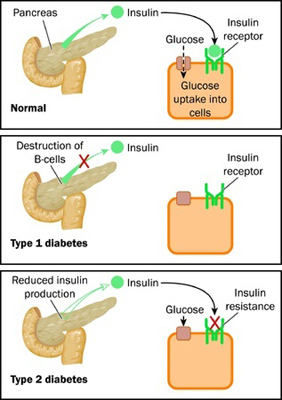 Pancreas
Insulin
Insulin
receptor
Glucose
Glucose
uptake into
cells
Normal
Destruction of
B-cells
Insulin
Insulin
receptor
Type 1 diabetes
Reduced insulin
production
Insulin
Glucose
Insulin
resistance
Type 2 diabetes